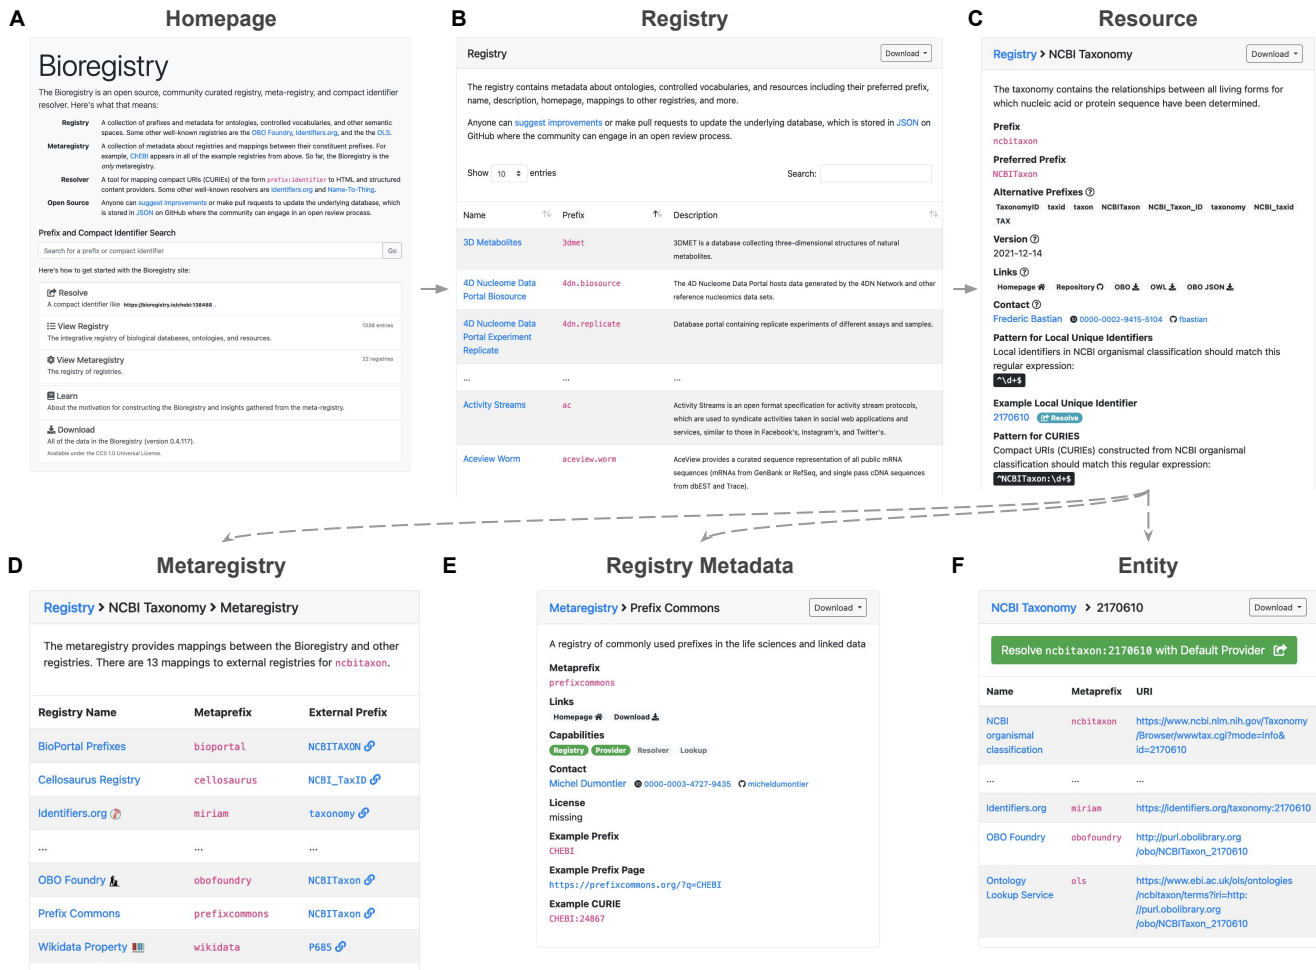 A
Homepage
Bioregistry
The Bioregistry is an open source, community curated registry, meta-registry, and compact identifier
resolver. Here's what that means:
Registry A collection of prefixes and metadata for ontologies, controlled vocabularies, and other semantic
spaces. Some other well-known registries are the OBO Foundry, Identifiers.org, and the the OLS.
Metaregistry A collection of metadata about registries and mappings between their constituent prefixes. For
example, ChEBI appears in all of the example registries from above. So far, the Bioregistry is the
only metaregistry.
Resolver A tool for mapping compact URIs (CURIEs) of the form prefix:identifier to HTML and structured
content providers. Some other well-known resolvers are Identifiers.org and Name-To-Thing.
Open Source Anyone can suggest improvements or make pull requests to update the underlying database, which
is stored in JSON on GitHub where the community can engage in an open review process.
Prefix and Compact Identifier Search
Search for a prefix or compact identifier Go
Here's how to get started with the Bioregistry site:
Resolve
A compact identifier like https://bioregistry.io/chebi:138488 .
View Registry 1338 entries
The integrative registry of biological databases, ontologies, and resources.
View Metaregistry 22 registries
The registry of registries.
Learn
About the motivation for constructing the Bioregistry and insights gathered from the meta-registry.
Download
All of the data in the Bioregistry (version 0.4.117).
Available under the CC0 1.0 Universal License.
B
Registry
Registry Download
The registry contains metadata about ontologies, controlled vocabularies, and resources including their preferred prefix,
name, description, homepage, mappings to other registries, and more.
Anyone can suggest improvements or make pull requests to update the underlying database, which is stored in JSON on
GitHub where the community can engage in an open review process.
Show 10 entries Search:
Name Prefix Description
3D Metabolites 3dmet 3DMET is a database collecting three-dimensional structures of natural
metabolites.
4D Nucleome Data 4dn.biosource The 4D Nucleome Data Portal hosts data generated by the 4DN Network and other
Portal Biosource reference nucleomics data sets.
4D Nucleome Data 4dn.replicate Database portal containing replicate experiments of different assays and samples.
Portal Experiment
Replicate
... ... ...
Activity Streams ac Activity Streams is an open format specification for activity stream protocols,
which are used to syndicate activities taken in social web applications and
services, similar to those in Facebook's, Instagram's, and Twitter's.
Aceview Worm aceview.worm AceView provides a curated sequence representation of all public mRNA
sequences (mRNAs from GenBank or RefSeq, and single pass cDNA sequences
from dbEST and Trace).
C
Resource
Registry > NCBI Taxonomy Download
The taxonomy contains the relationships between all living forms for
which nucleic acid or protein sequence have been determined.
Prefix
ncbitaxon
Preferred Prefix
NCBITaxon
Alternative Prefixes
TaxonomyID taxid taxon NCBITaxon NCBI_Taxon_ID taxonomy NCBI_taxid
TAX
Version
2021-12-14
Links
Homepage Repository OBO OWL OBO JSON
Contact
Frederic Bastian 0000-0002-9415-5104 fbastian
Pattern for Local Unique Identifiers
Local identifiers in NCBI organismal classification should match this
regular expression:
^\d+$
Example Local Unique Identifier
2170610 Resolve
Pattern for CURIES
Compact URIs (CURIEs) constructed from NCBI organismal
classification should match this regular expression:
^NCBITaxon:\d+$
D
Metaregistry
Registry > NCBI Taxonomy > Metaregistry
The metaregistry provides mappings between the Bioregistry and other
registries. There are 13 mappings to external registries for ncbitaxon.
Registry Name Metaprefix External Prefix
BioPortal Prefixes bioportal NCBITAXON
Cellosaurus Registry cellosaurus NCBI_TaxID
Identifiers.org miriam taxonomy
... ... ...
OBO Foundry obofoundry NCBITaxon
Prefix Commons prefixcommons NCBITaxon
Wikidata Property wikidata P685
E
Registry Metadata
Metaregistry > Prefix Commons Download
A registry of commonly used prefixes in the life sciences and linked data
Metaprefix
prefixcommons
Links
Homepage Download
Capabilities
Registry Provider Resolver Lookup
Contact
Michel Dumontier 0000-0003-4727-9435 micheldumontier
License
missing
Example Prefix
CHEBI
Example Prefix Page
https://prefixcommons.org/?q=CHEBI
Example CURIE
CHEBI:24867
F
Entity
NCBI Taxonomy > 2170610 Download
Resolve ncbitaxon:2170610 with Default Provider
Name Metaprefix URI
NCBI ncbitaxon https://www.ncbi.nlm.nih.gov/Taxonomy
organismal /Browser/wwwtax.cgi?mode=Info&
classification id=2170610
... ... ...
Identifiers.org miriam https://identifiers.org/taxonomy:2170610
OBO Foundry obofoundry http://purl.obolibrary.org
/obo/NCBITaxon_2170610
Ontology ols https://www.ebi.ac.uk/ols/ontologies
Lookup Service /ncbitaxon/terms?iri=http:
//purl.obolibrary.org
/obo/NCBITaxon_2170610